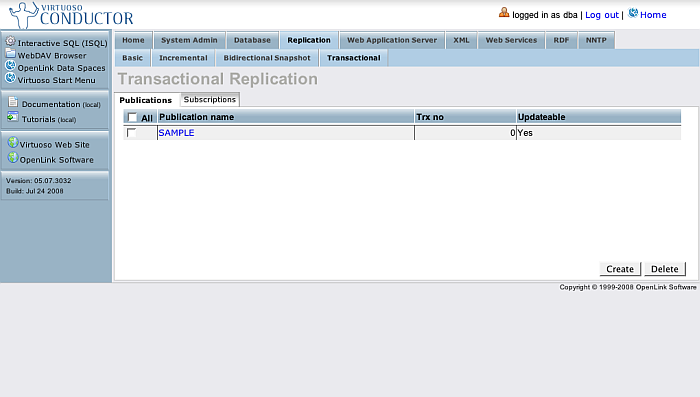 VIRTUOSO
CONDUCTOR
logged in as dba | Log out | Home
Interactive SQL (ISQL)
WebDAV Browser
OpenLink Data Spaces
Virtuoso Start Menu
Documentation (local)
Tutorials (local)
Virtuoso Web Site
OpenLink Software
Version: 05.07.3032
Build: Jul 24 2008
Home System Admin Database Replication Web Application Server XML Web Services RDF NNTP
Basic Incremental Bidirectional Snapshot Transactional
Transactional Replication
Publications Subscriptions
All Publication name Trx no Updateable
SAMPLE 0 Yes
Create Delete
Copyright © 1999-2008 OpenLink Software